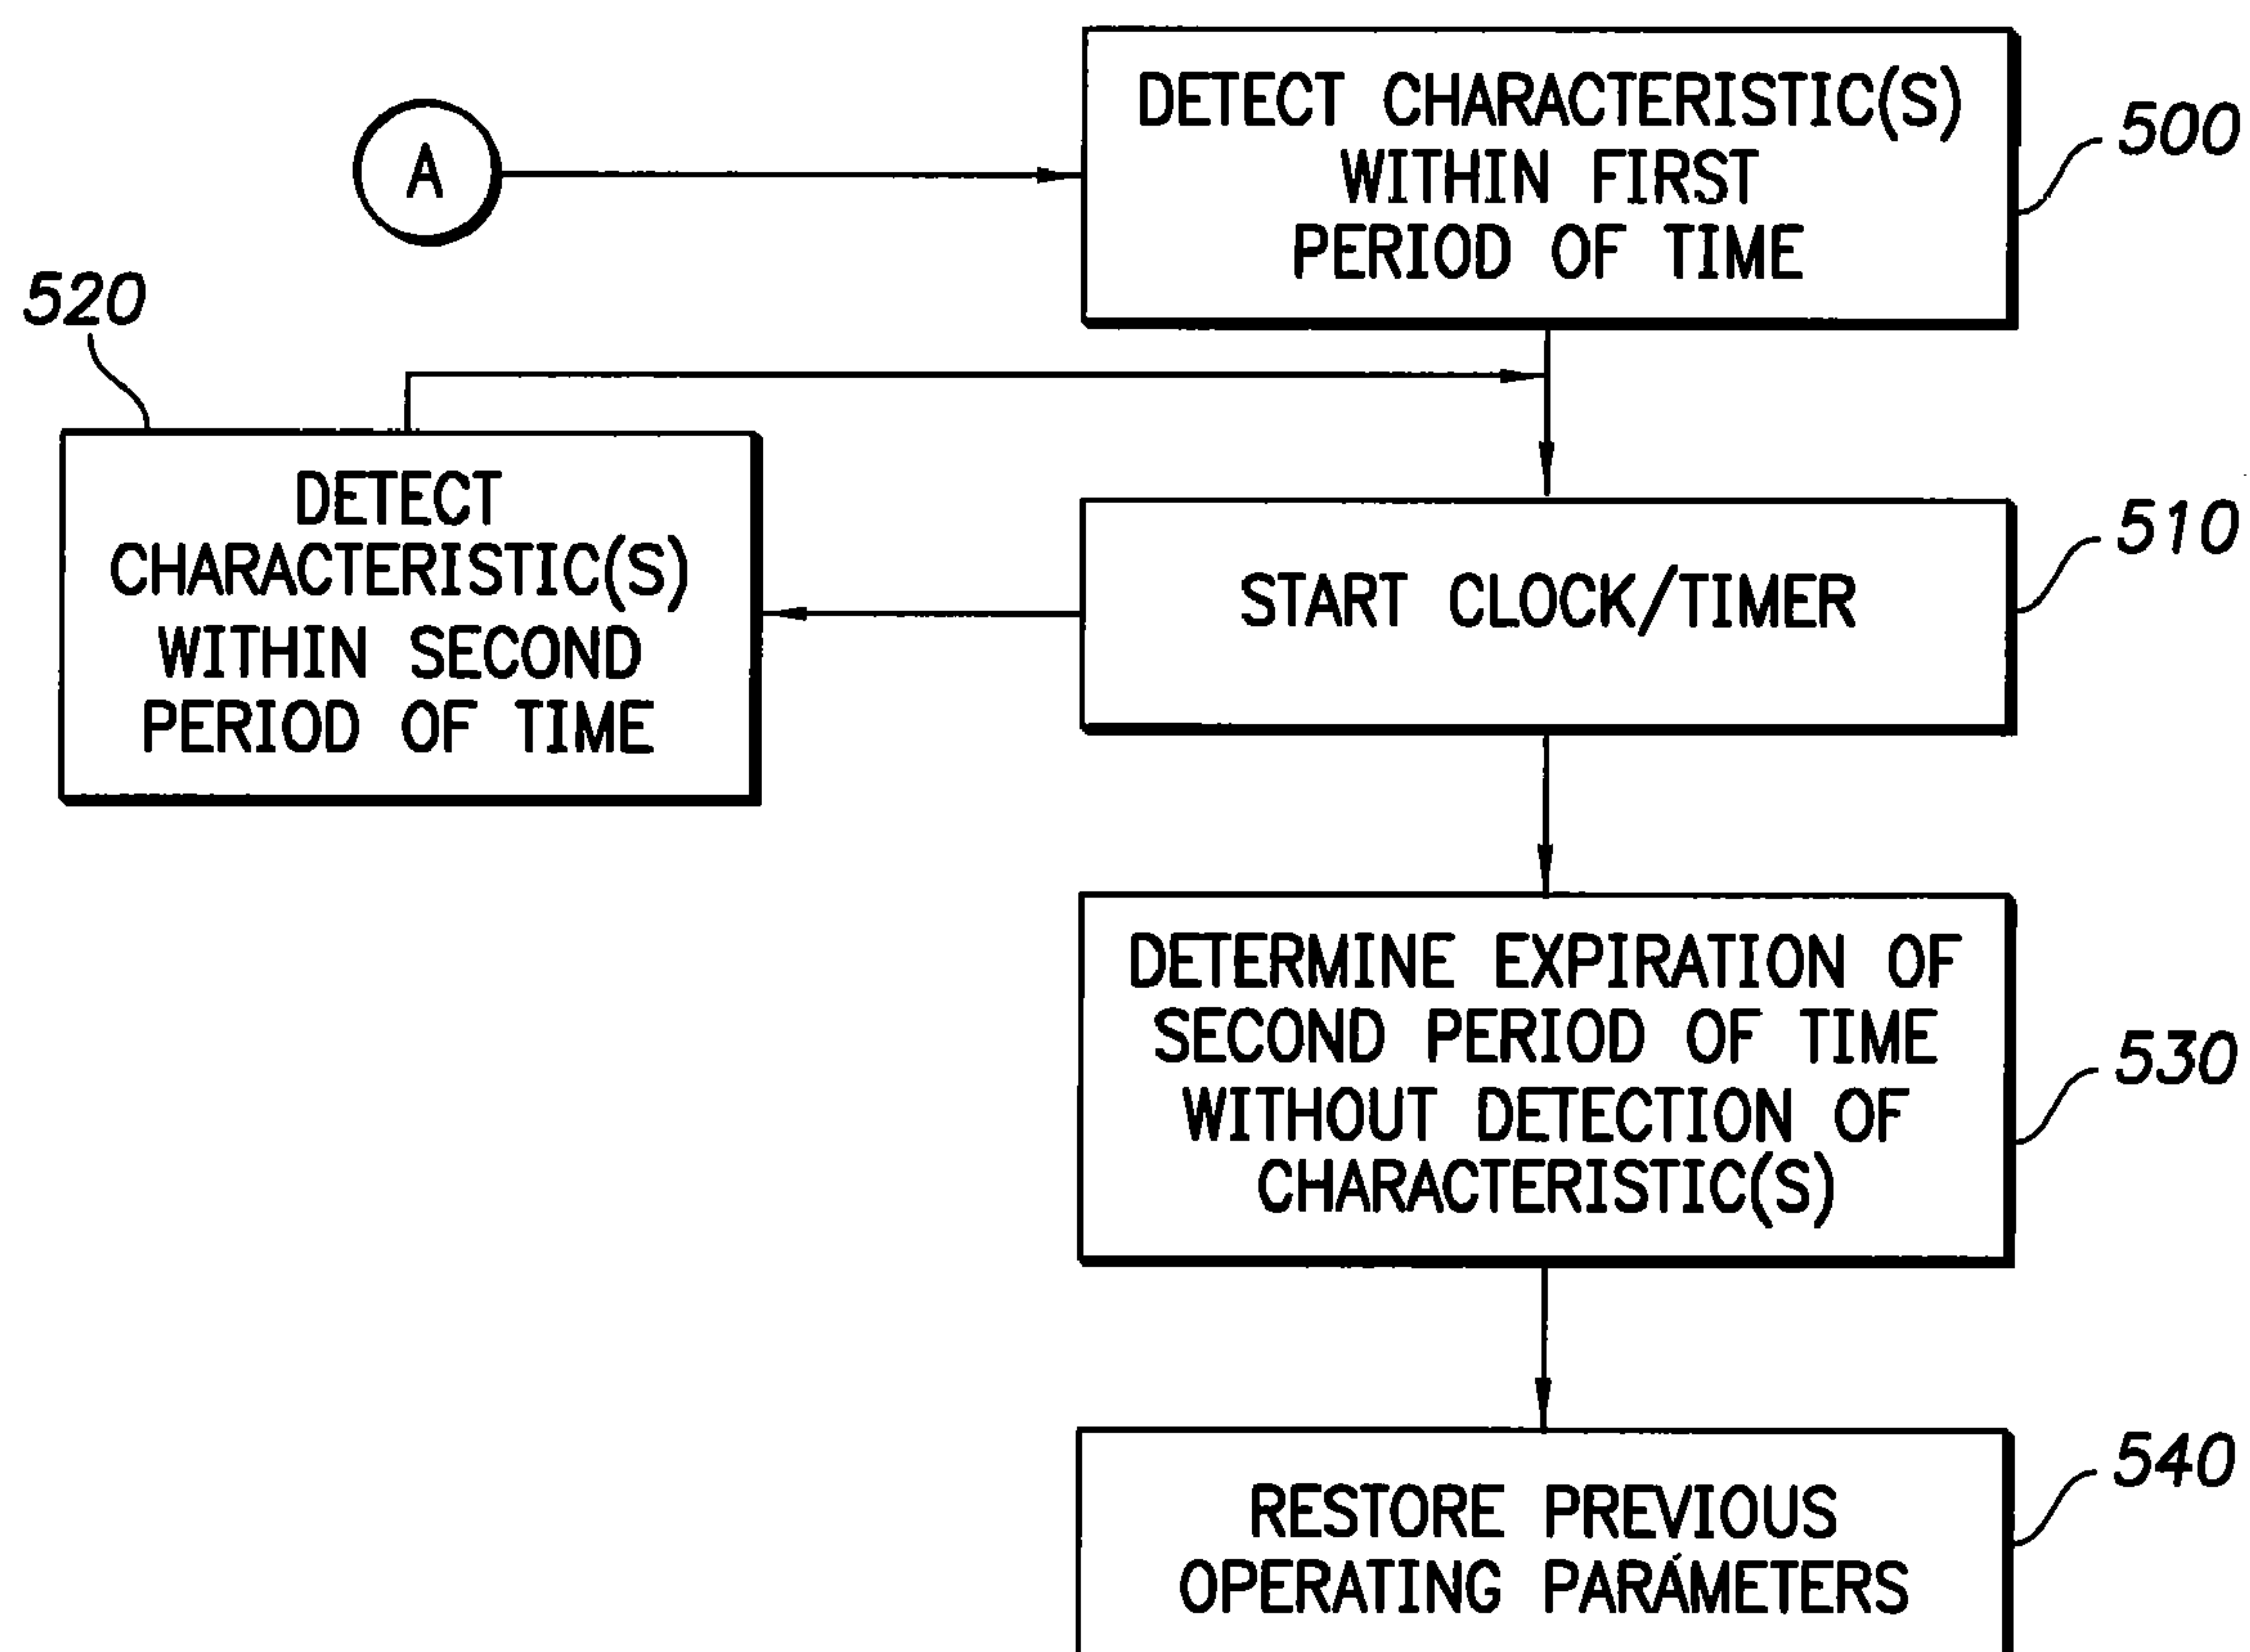 A
DETECT CHARACTERISTIC(S)
WITHIN FIRST
PERIOD OF TIME
500
520
DETECT
CHARACTERISTIC(S)
WITHIN SECOND
PERIOD OF TIME
START CLOCK/TIMER
510
DETERMINE EXPIRATION OF
SECOND PERIOD OF TIME
WITHOUT DETECTION OF
CHARACTERISTIC(S)
530
RESTORE PREVIOUS
OPERATING PARAMETERS
540